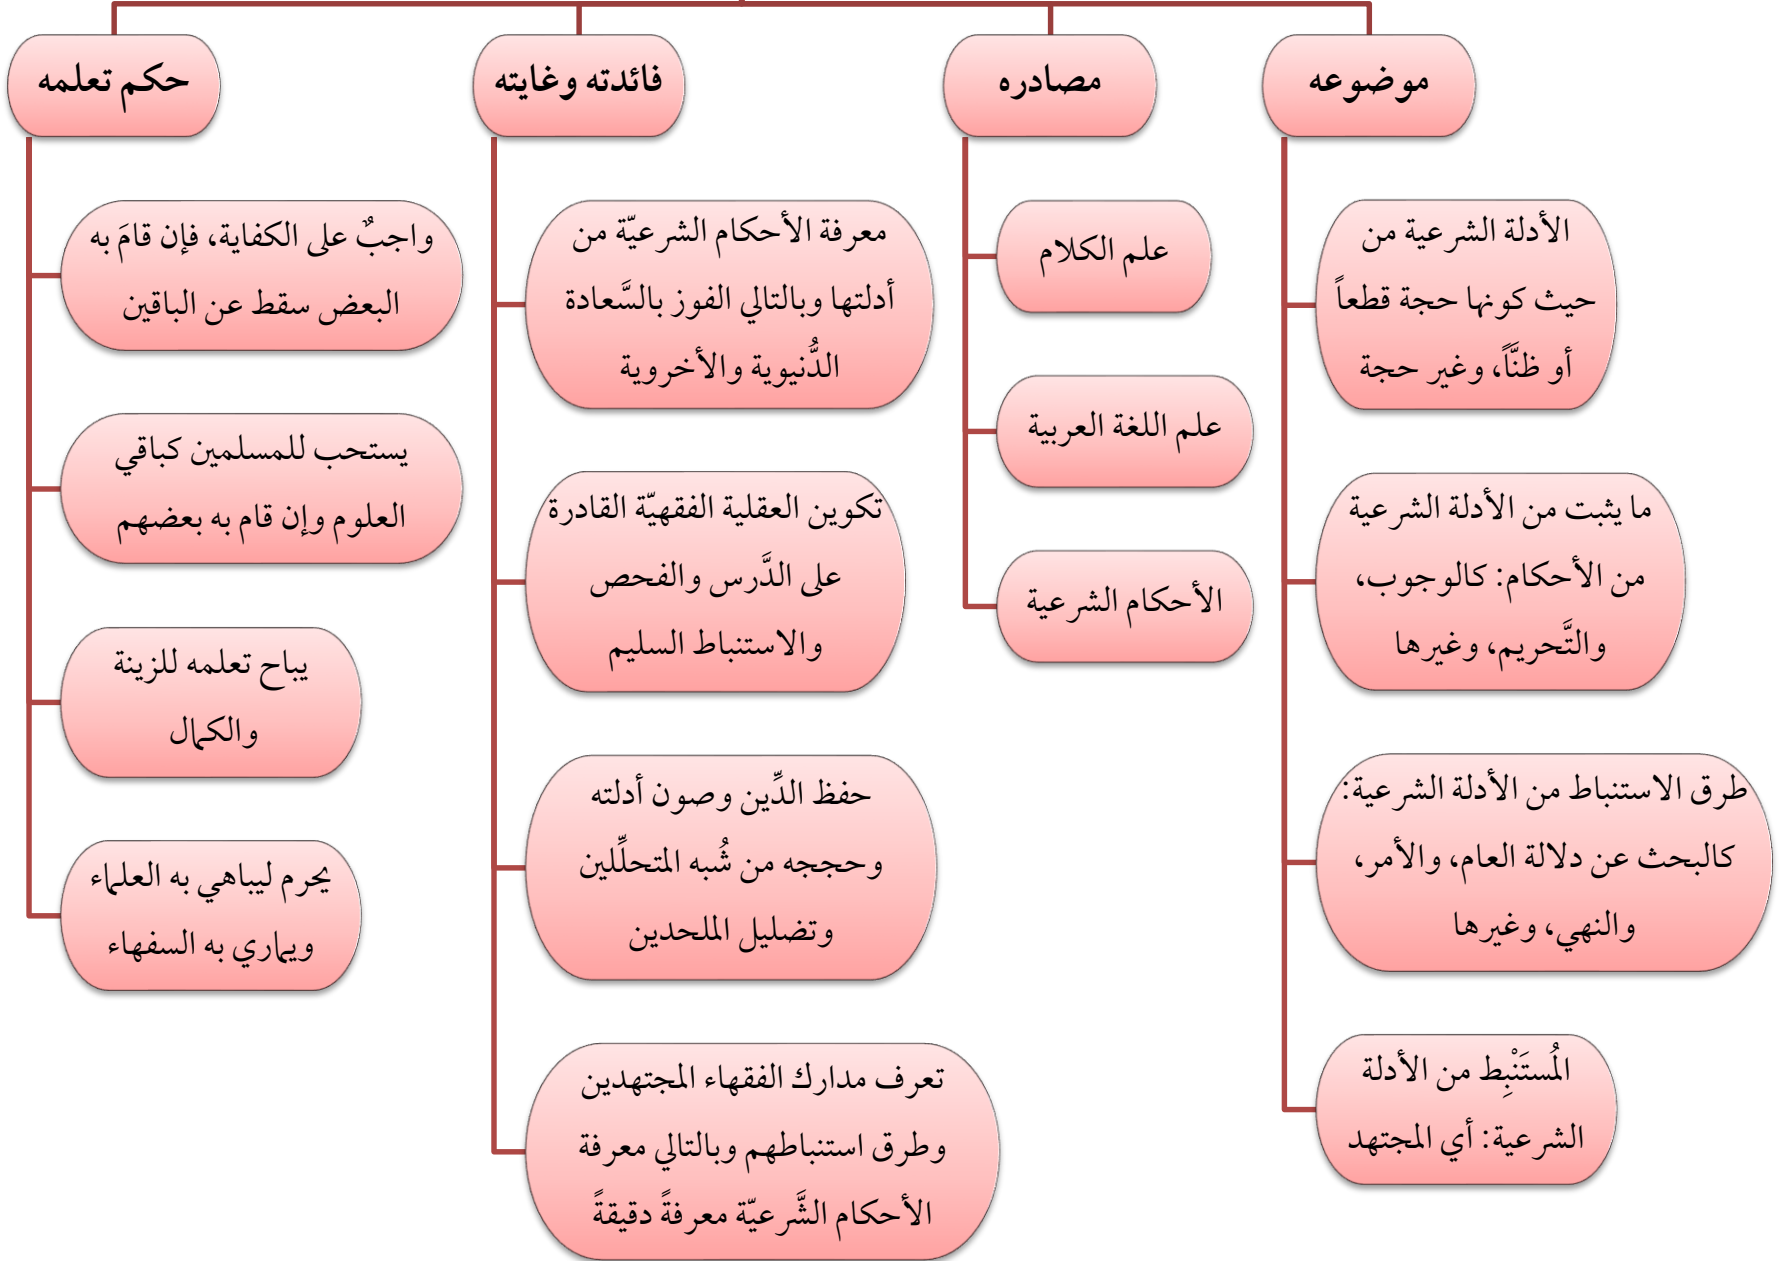 موضوعه
الأدلة الشرعية من
حيث كونها حجة قطعاً
أو ظنَّاً، وغير حجة
ما يثبت من الأدلة الشرعية
من الأحكام: كالوجوب،
والتَّحريم، وغيرها
طرق الاستنباط من الأدلة الشرعية:
كالبحث عن دلالة العام، والأمر،
والنهي، وغيرها
المُستَنْبِط من الأدلة
الشرعية: أي المجتهد
مصادره
علم الكلام
علم اللغة العربية
الأحكام الشرعية
فائدته وغايته
معرفة الأحكام الشرعيّة من
أدلتها وبالتالي الفوز بالسَّعادة
الدُّنيوية والأخروية
تكوين العقلية الفقهيّة القادرة
على الدَّرس والفحص
والاستنباط السليم
حفظ الدِّين وصون أدلته
وحججه من شُبه المتحلِّلين
وتضليل الملحدين
تعرف مدارك الفقهاء المجتهدين
وطرق استنباطهم وبالتالي معرفة
الأحكام الشَّرعيّة معرفةً دقيقةً
حكم تعلمه
واجبٌ على الكفاية، فإن قامَ به
البعض سقط عن الباقين
يستحب للمسلمين كباقي
العلوم وإن قام به بعضهم
يباح تعلمه للزينة
والكمال
يحرم ليباهي به العلماء
ويماري به السفهاء